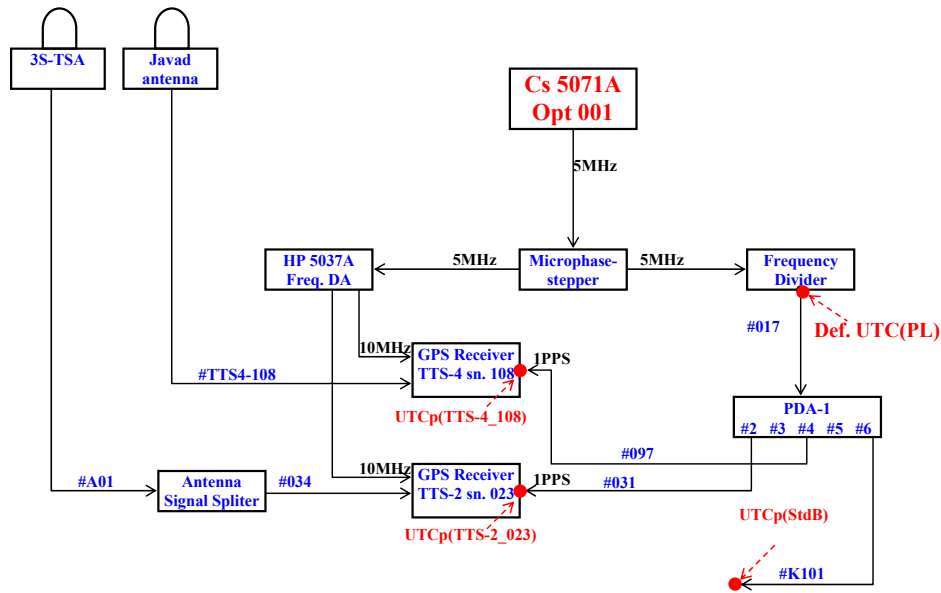 3S-TSA
Javad
antenna
Cs 5071A
Opt 001
5MHz
HP 5037A
Freq. DA
5MHz
Microphase-
stepper
5MHz
Frequency
Divider
#017
Def. UTC(PL)
10MHz
GPS Receiver
TTS-4 sn. 108
1PPS
#TTS4-108
UTCp(TTS-4_108)
PDA-1
#2 #3 #4 #5 #6
#097
10MHz
GPS Receiver
TTS-2 sn. 023
1PPS
#031
#A01
Antenna
Signal Spliter
#034
UTCp(TTS-2_023)
UTCp(StdB)
#K101